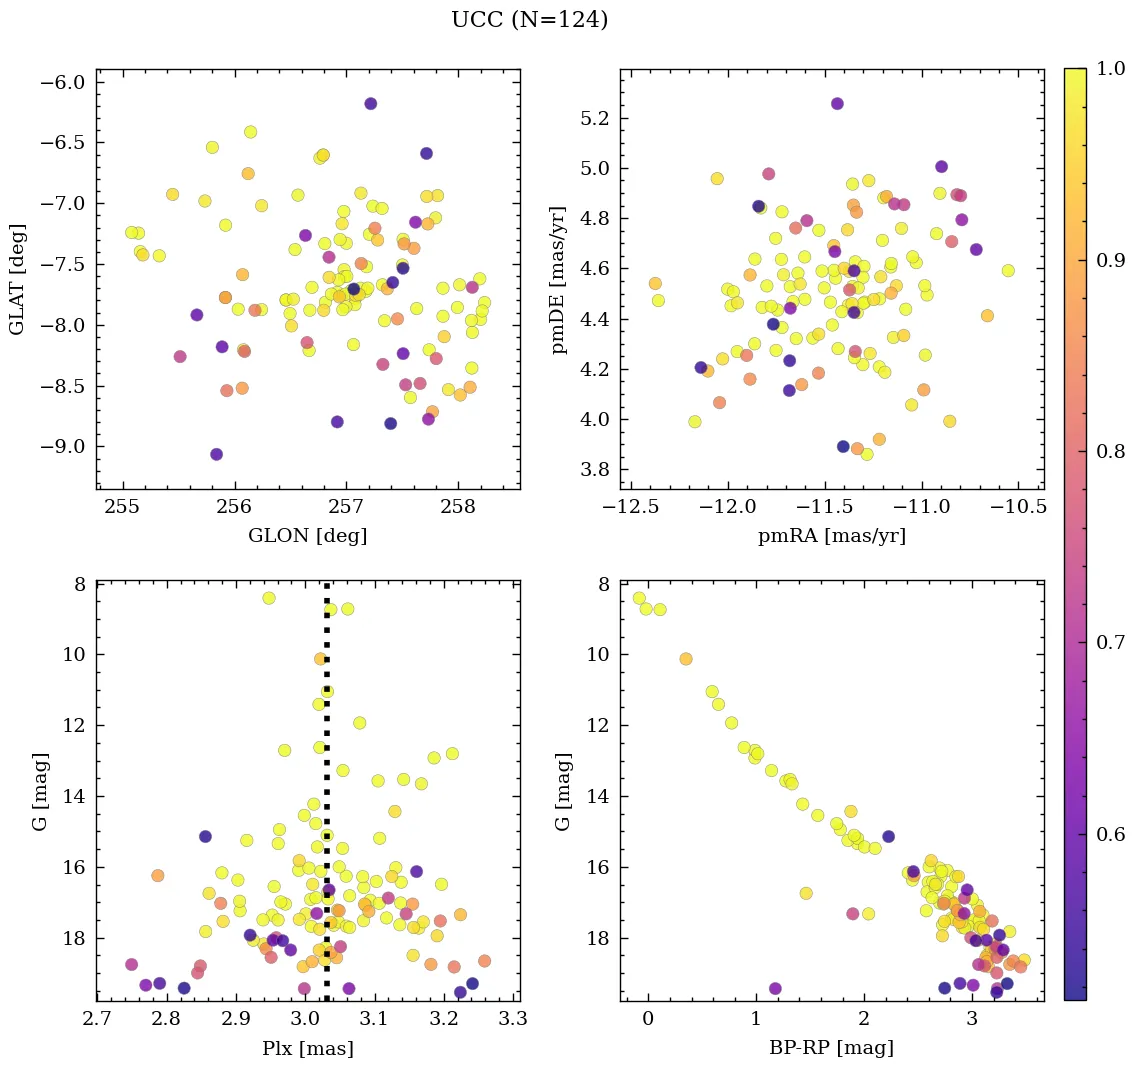 UCC (N=124)
−6.0
−6.5
−7.0
−7.5
−8.0
−8.5
−9.0
GLAT [deg]
255 256 257 258
GLON [deg]
5.2
5.0
4.8
4.6
4.4
4.2
4.0
3.8
pmDE [mas/yr]
−12.5 −12.0 −11.5 −11.0 −10.5
pmRA [mas/yr]
8
10
12
14
16
18
G [mag]
2.7 2.8 2.9 3.0 3.1 3.2 3.3
Plx [mas]
8
10
12
14
16
18
G [mag]
0 1 2 3
BP-RP [mag]
1.0
0.9
0.8
0.7
0.6